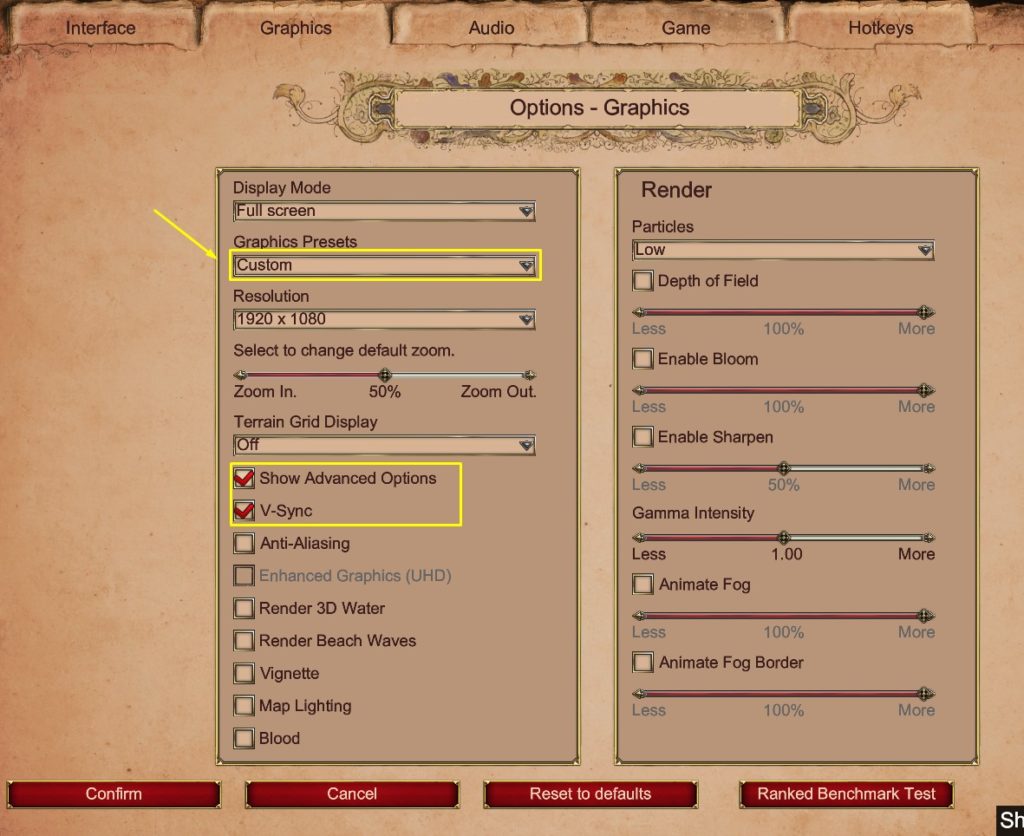 Interface
Graphics
Audio
Game
Hotkeys
Options - Graphics
Display Mode
Full screen
Graphics Presets
Custom
Resolution
1920 x 1080
Select to change default zoom.
Zoom In. 50% Zoom Out.
Terrain Grid Display
Off
Show Advanced Options
V-Sync
Anti-Aliasing
Enhanced Graphics (UHD)
Render 3D Water
Render Beach Waves
Vignette
Map Lighting
Blood
Render
Particles
Low
Depth of Field
Less 100% More
Enable Bloom
Less 100% More
Enable Sharpen
Less 50% More
Gamma Intensity
Less 1.00 More
Animate Fog
Less 100% More
Animate Fog Border
Less 100% More
Confirm
Cancel
Reset to defaults
Ranked Benchmark Test